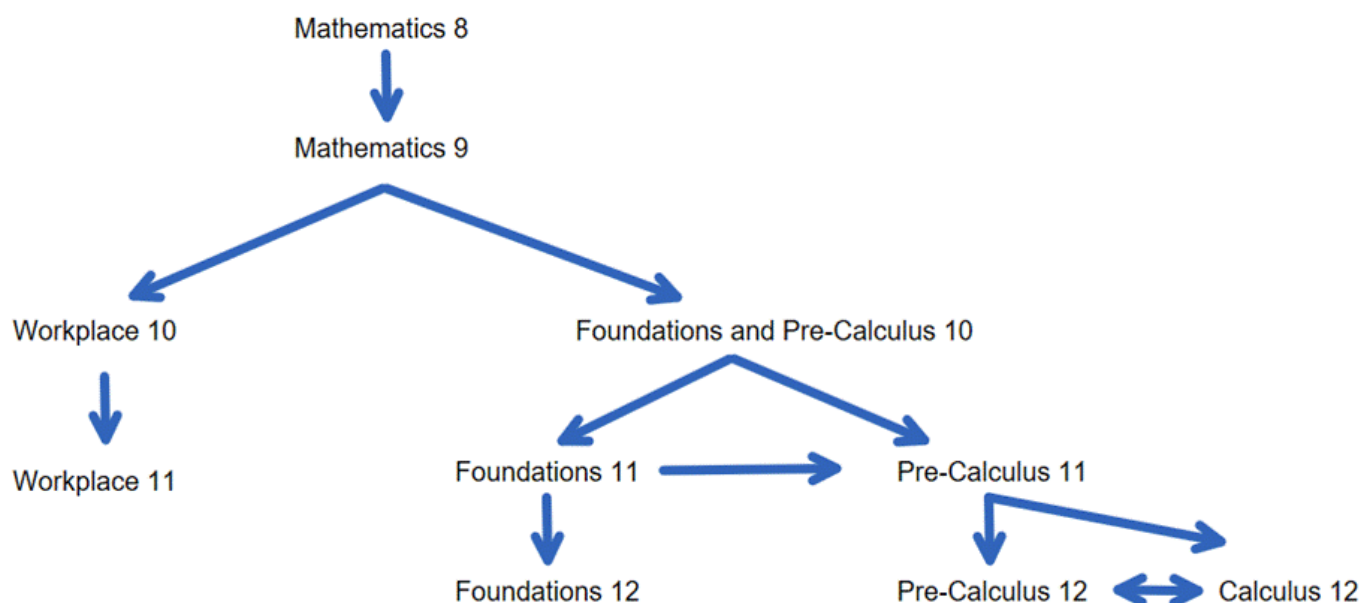 Mathematics 8
Mathematics 9
Workplace 10
Foundations and Pre-Calculus 10
Workplace 11
Foundations 11
Pre-Calculus 11
Foundations 12
Pre-Calculus 12
Calculus 12